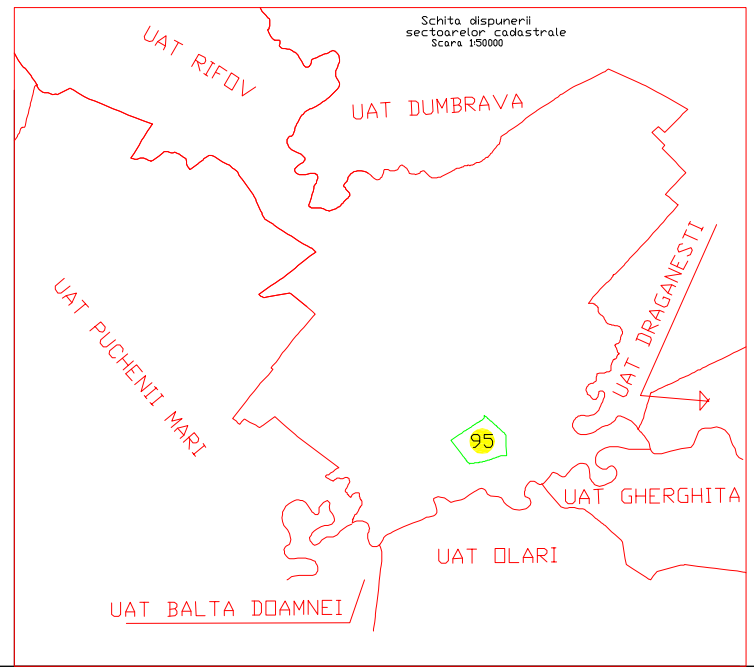 Schita dispunerii
sectoarelor cadastrale
Scara 1:50000
UAT RIFOV
UAT DUMBRAVA
UAT DRAGANESTI
UAT PUCHENII MARI
95
UAT GHERGHITA
UAT OLARI
UAT BALTA DOAMNEI